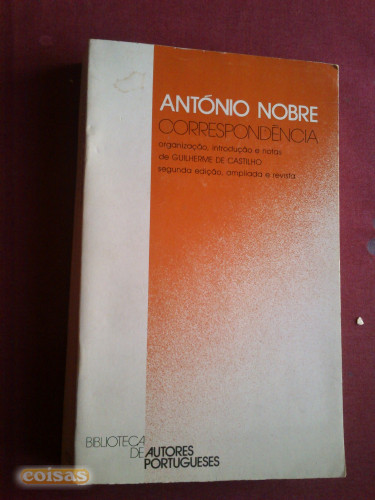 ANTÓNIO NOBRE
CORRESPONDÊNCIA
organização, introdução e notas
de GUILHERME DE CASTILHO
segunda edição, ampliada e revista
BIBLIOTECA
DE AUTORES
PORTUGUESES
coisas